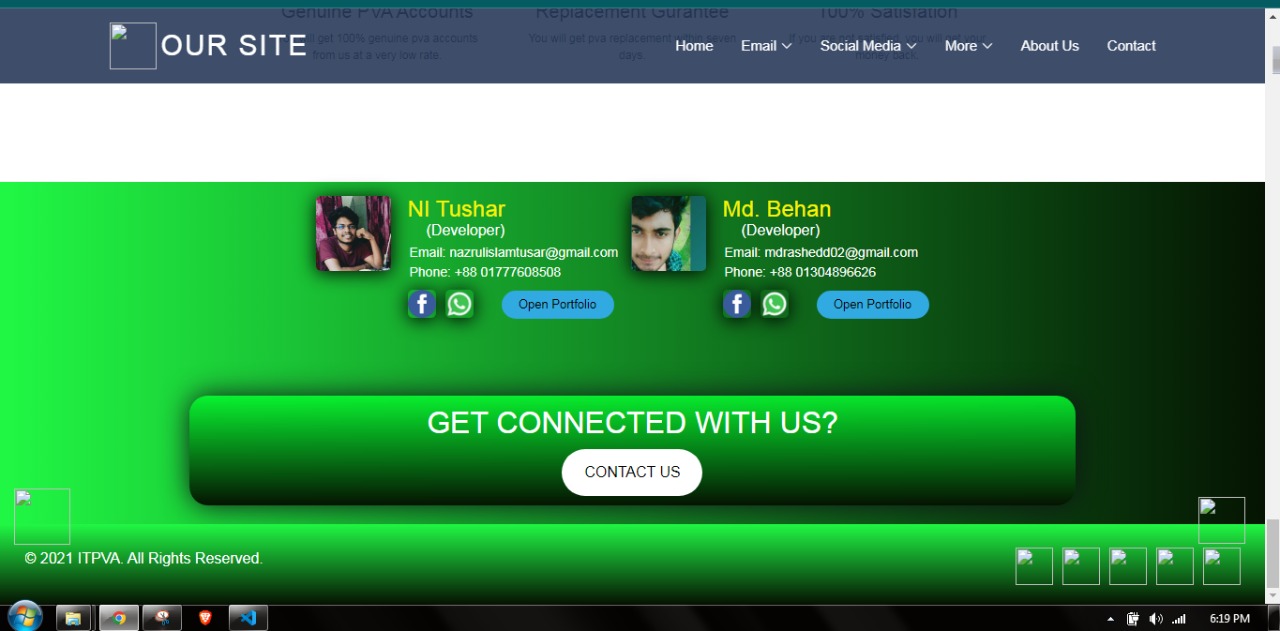 Genuine PVA Accounts
Replacement Gurantee
100% Satisfation
OUR SITE
Home
Email
Social Media
More
About Us
Contact
get 100% genuine pva accounts
from us at a very low rate.
You will get pva replacement within seven
days.
If you are not satisfied, you will get your
money back.
NI Tushar
(Developer)
Email: nazrulislamtusar@gmail.com
Phone: +88 01777608508
Open Portfolio
Md. Behan
(Developer)
Email: mdrashedd02@gmail.com
Phone: +88 01304896626
Open Portfolio
GET CONNECTED WITH US?
CONTACT US
© 2021 ITPVA. All Rights Reserved.
6:19 PM